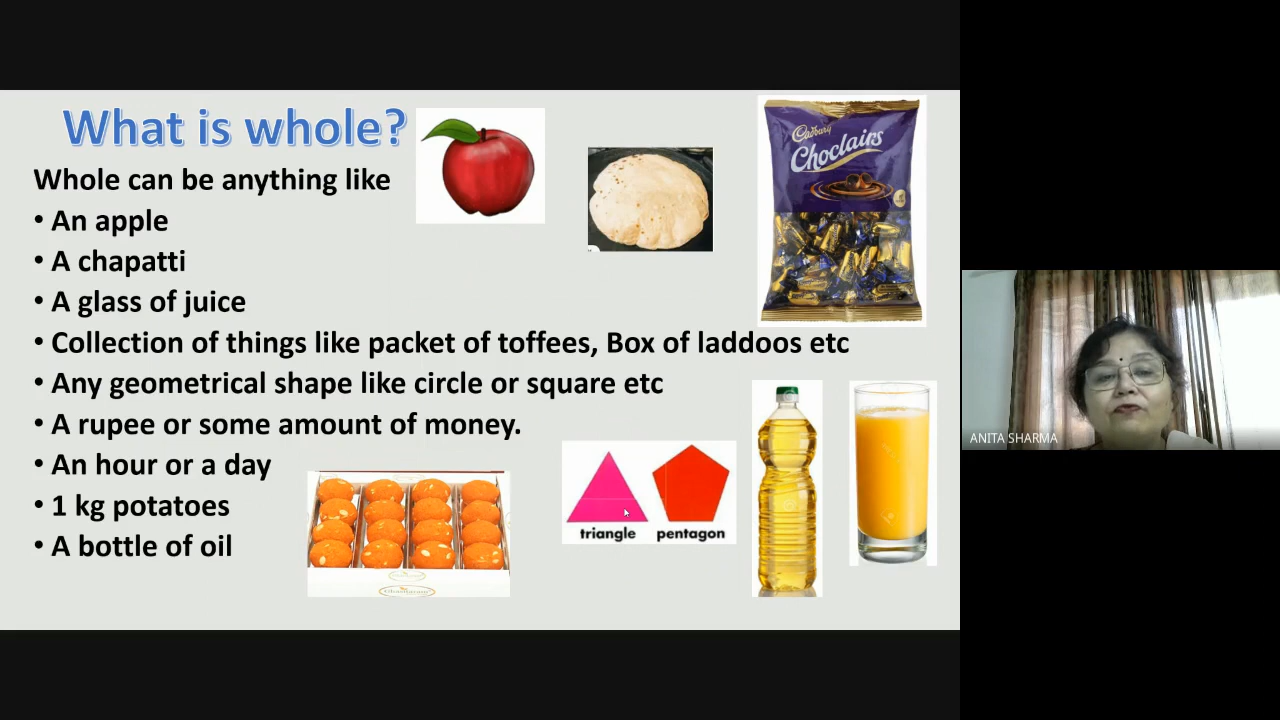 What is whole?
Whole can be anything like
• An apple
• A chapatti
• A glass of juice
• Collection of things like packet of toffees, Box of laddoos etc
• Any geometrical shape like circle or square etc
• A rupee or some amount of money.
• An hour or a day
• 1 kg potatoes
• A bottle of oil
Cadbury
Choclairs
triangle pentagon
ANITA SHARMA